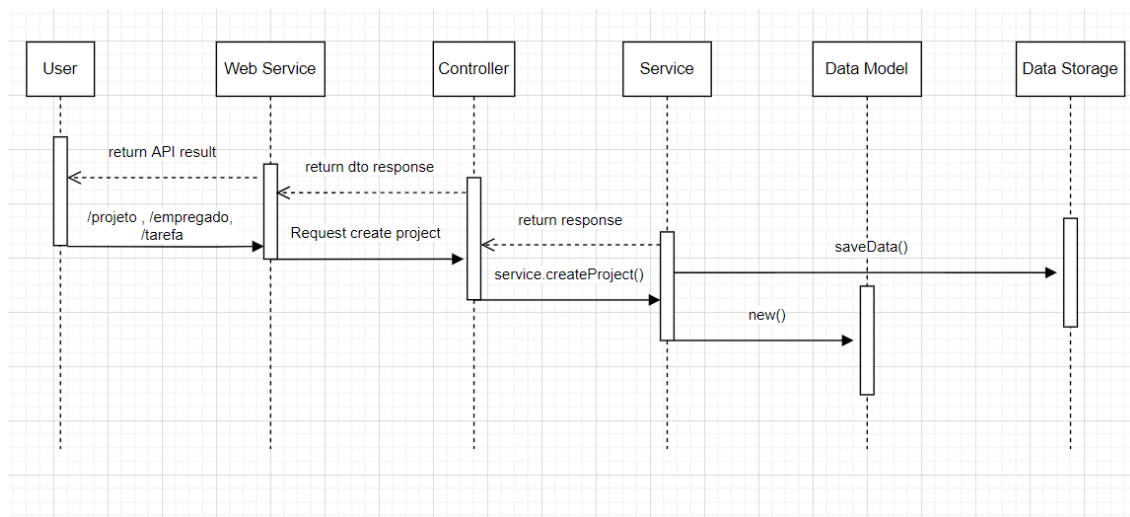 User
Web Service
Controller
Service
Data Model
Data Storage
return API result
return dto response
/projeto , /empregado,
/tarefa
Request create project
return response
saveData()
service.createProject()
new()